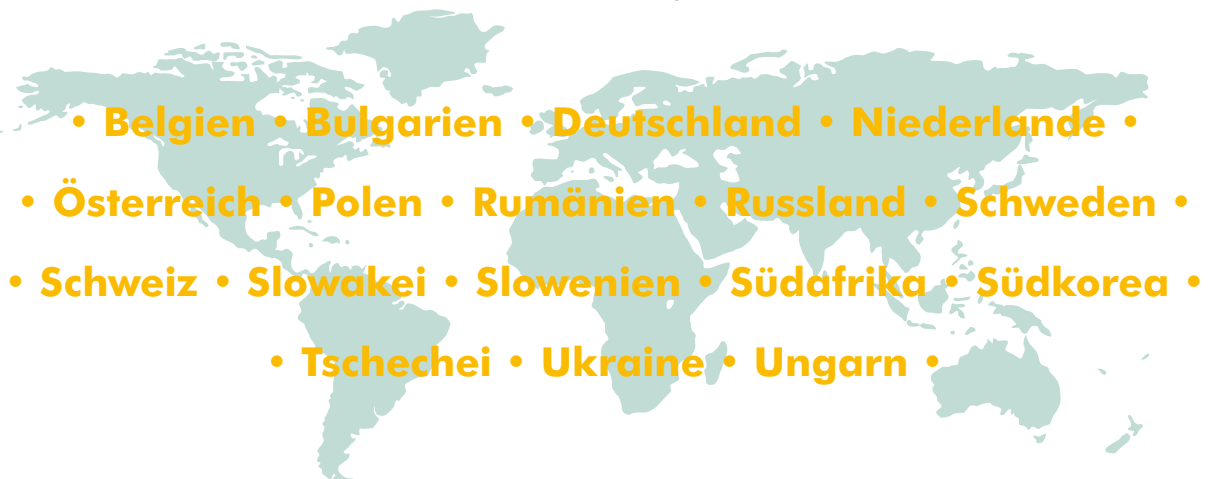 • Belgien • Bulgarien • Deutschland • Niederlande •
• Österreich • Polen • Rumänien • Russland • Schweden •
• Schweiz • Slowakei • Slowenien • Südafrika • Südkorea •
• Tschechei • Ukraine • Ungarn •